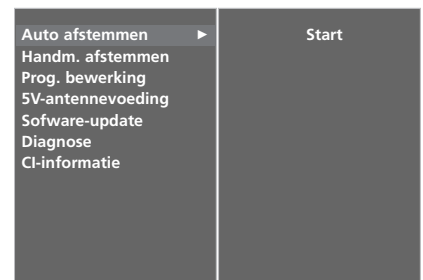 Auto afstemmen ► Start
Handm. afstemmen
Prog. bewerking
5V-antennevoeding
Sofware-update
Diagnose
CI-informatie